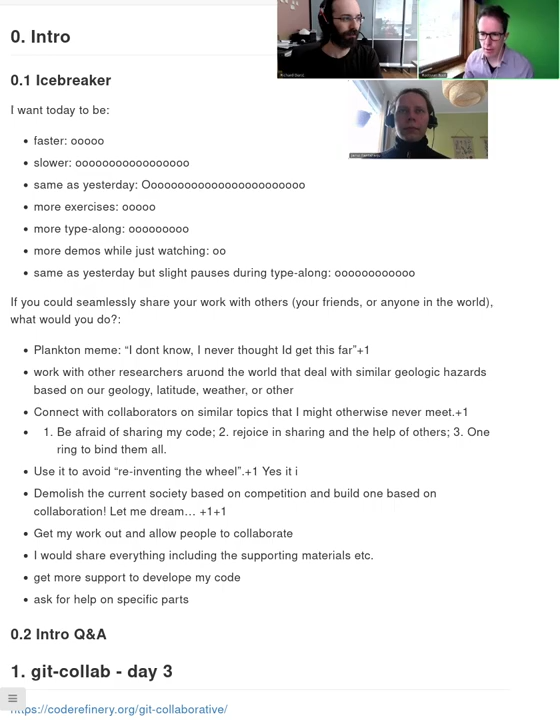 0. Intro
0.1 Icebreaker
I want today to be:
faster: ooooo
slower: ooooooooooooooooo
same as yesterday: Oooooooooooooooooooooooo
more exercises: ooooo
more type-along: ooooooooo
more demos while just watching: oo
same as yesterday but slight pauses during type-along: oooooooooooo
If you could seamlessly share your work with others (your friends, or anyone in the world),
what would you do?:
Plankton meme: “I dont know, I never thought Id get this far”+1
work with other researchers aruond the world that deal with similar geologic hazards
based on our geology, latitude, weather, or other
Connect with collaborators on similar topics that I might otherwise never meet.+1
1. Be afraid of sharing my code; 2. rejoice in sharing and the help of others; 3. One
ring to bind them all.
Use it to avoid “re-inventing the wheel”.+1 Yes it i
Demolish the current society based on competition and build one based on
collaboration! Let me dream… +1+1
Get my work out and allow people to collaborate
I would share everything including the supporting materials etc.
get more support to develope my code
ask for help on specific parts
0.2 Intro Q&A
1. git-collab - day 3
https://coderefinery.org/git-collaborative/